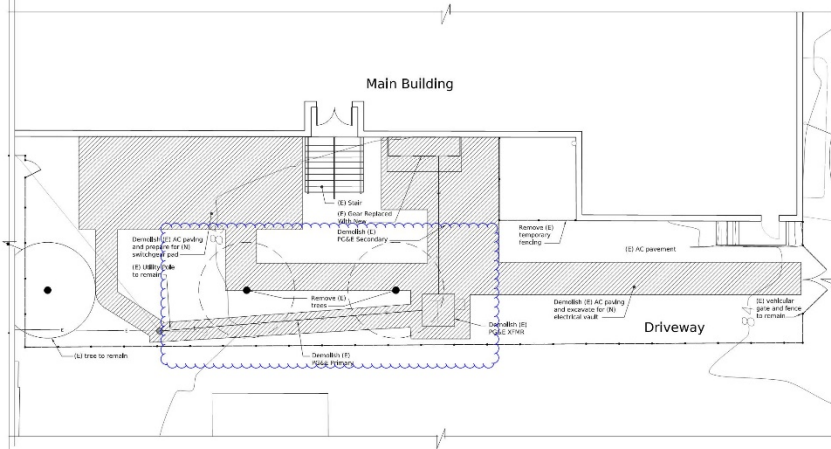 Main Building
(E) Stair
(E) Gear Replaced
With New
Demolish (E)
PG&E Secondary
Demolish (E) AC paving
and prepare for (N)
switchgear pad
(E) Utility Pole
to remain
Remove (E)
trees
Remove (E)
temporary
fencing
(E) AC pavement
Demolish (E) AC paving
and excavate for (N)
electrical vault
(E) vehicular
gate and fence
to remain
Driveway
84
Demolish (E)
PG&E XFMR
Demolish (E)
PG&E Primary
(E) tree to remain
E